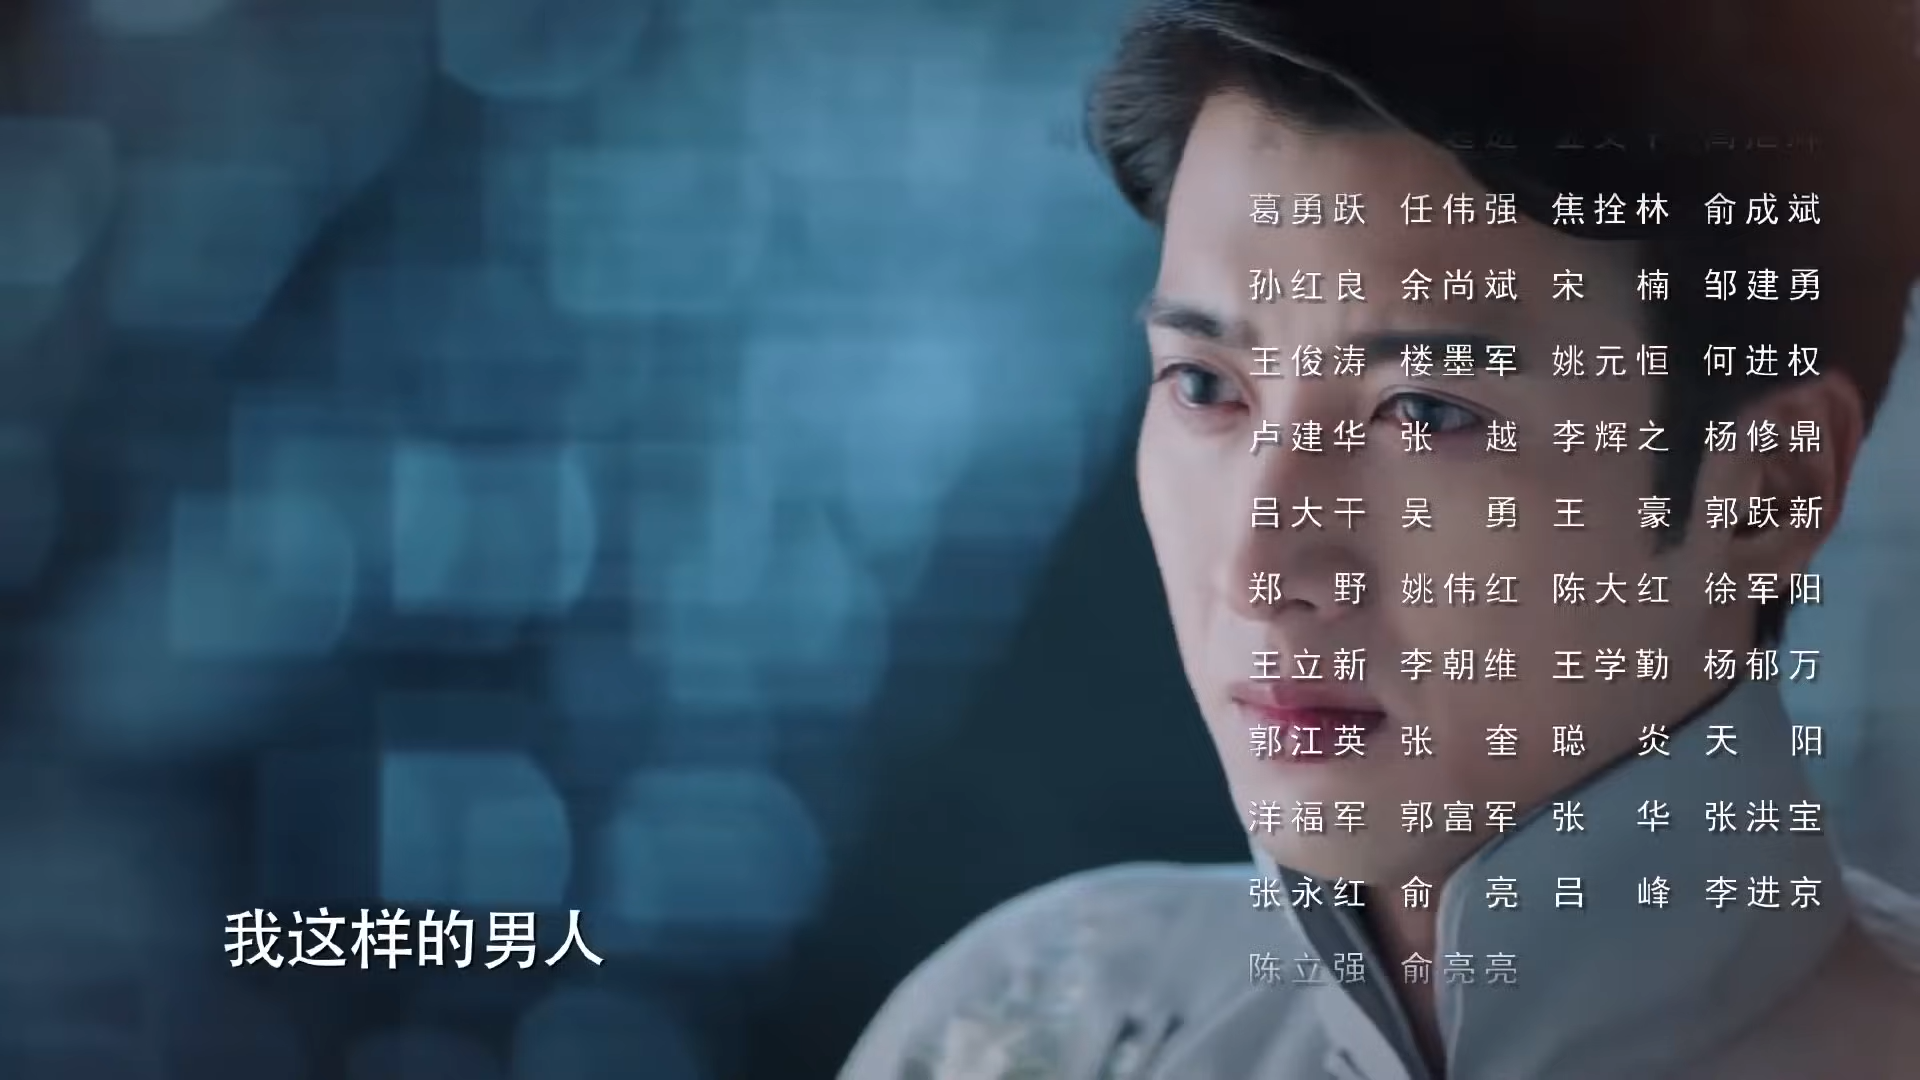 葛勇跃 任伟强 焦拴林 俞成斌
孙红良 余尚斌 宋楠 邹建勇
王俊涛 楼墨军 姚元恒 何进权
卢建华 张越 李辉之 杨修鼎
吕大干 吴勇 王豪 郭跃新
郑野 姚伟红 陈大红 徐军阳
王立新 李朝维 王学勤 杨郁万
郭江英 张奎 聪炎 天阳
洋福军 郭富军 张华 张洪宝
张永红 俞亮 吕峰 李进京
陈立强 俞亮亮
我这样的男人